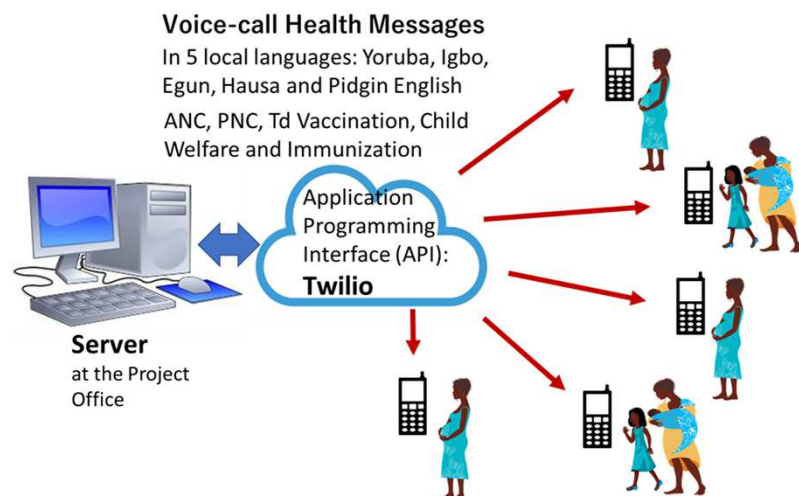 Voice-call Health Messages
In 5 local languages: Yoruba, Igbo,
Egun, Hausa and Pidgin English
ANC, PNC, Td Vaccination, Child
Welfare and Immunization
Application
Programming
Interface (API):
Twilio
Server
at the Project
Office